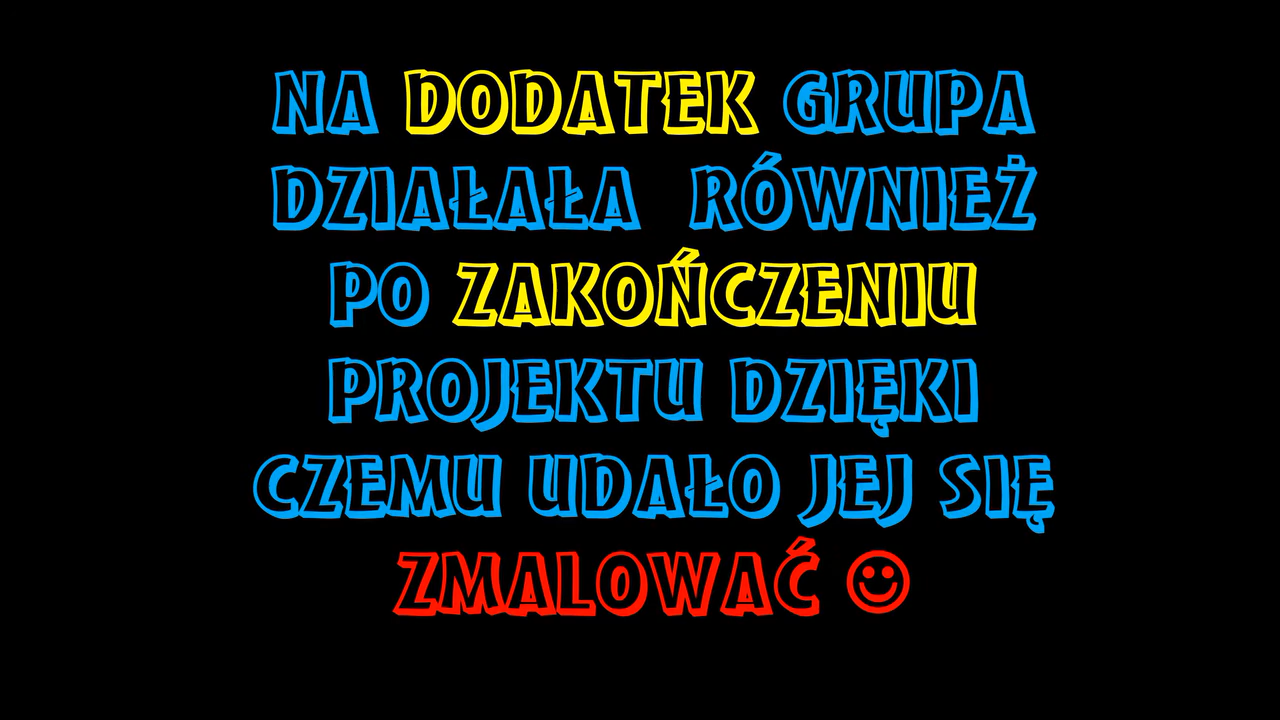 NA DODATEK GRUPA
DZIAŁAŁA RÓWNIEŻ
PO ZAKOŃCZENIU
PROJEKTU DZIĘKI
CZEMU UDAŁO JEJ SIĘ
ZMALOWAĆ ☺